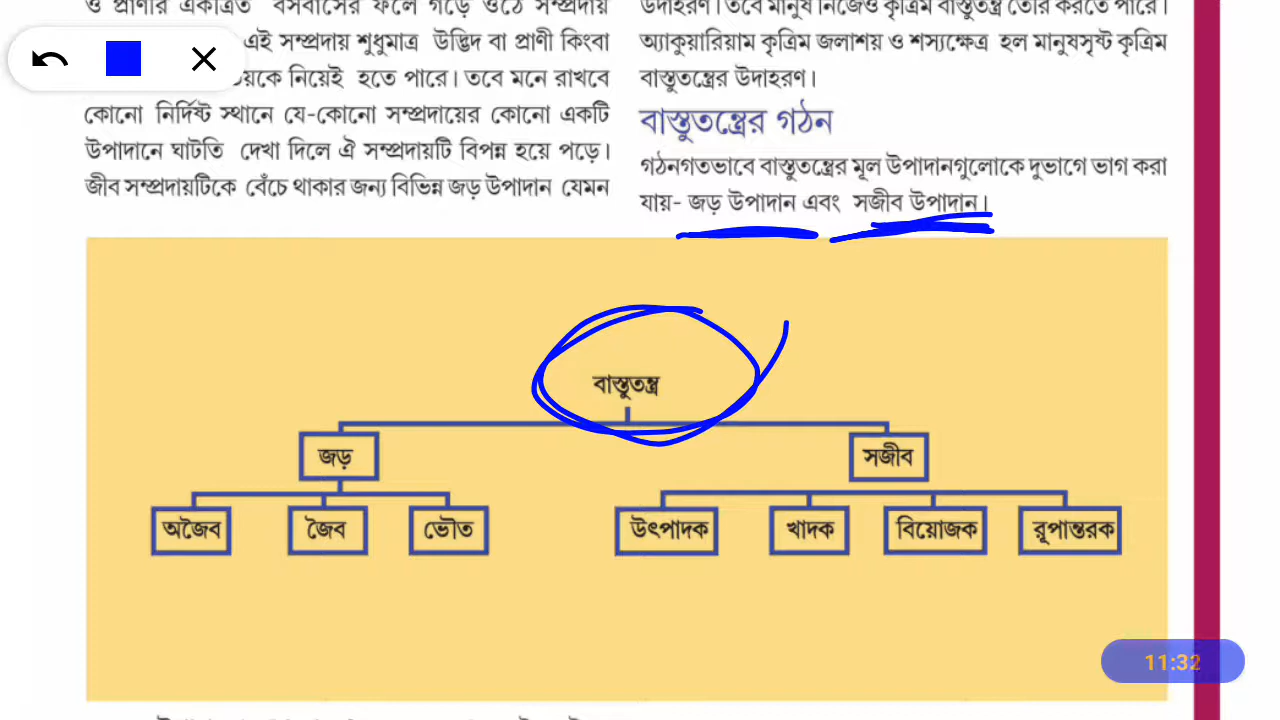 ও প্রাণীর একত্রিত বসবাসের ফলে গড়ে ওঠে সম্প্রদায়
এই সম্প্রদায় শুধুমাত্র উদ্ভিদ বা প্রাণী কিংবা
নিয়েই হতে পারে। তবে মনে রাখবে
কোনো নির্দিষ্ট স্থানে যে-কোনো সম্প্রদায়ের কোনো একটি
উপাদানে ঘাটতি দেখা দিলে ঐ সম্প্রদায়টি বিপন্ন হয়ে পড়ে।
জীব সম্প্রদায়টিকে বেঁচে থাকার জন্য বিভিন্ন জড় উপাদান যেমন
উদাহরণ। তবে মানুষ নিজেও কৃত্রিম বাস্তুতন্ত্র তৈরি করতে পারে।
অ্যাকুয়ারিয়াম কৃত্রিম জলাশয় ও শস্যক্ষেত্র হল মানুষসৃষ্ট কৃত্রিম
বাস্তুতন্ত্রের উদাহরণ।
বাস্তুতন্ত্রের গঠন
গঠনগতভাবে বাস্তুতন্ত্রের মূল উপাদানগুলোকে দুভাগে ভাগ করা
যায়- জড় উপাদান এবং সজীব উপাদান।
বাস্তুতন্ত্র
জড় সজীব
অজৈব জৈব ভৌত উৎপাদক খাদক বিয়োজক রূপান্তরক
11:32